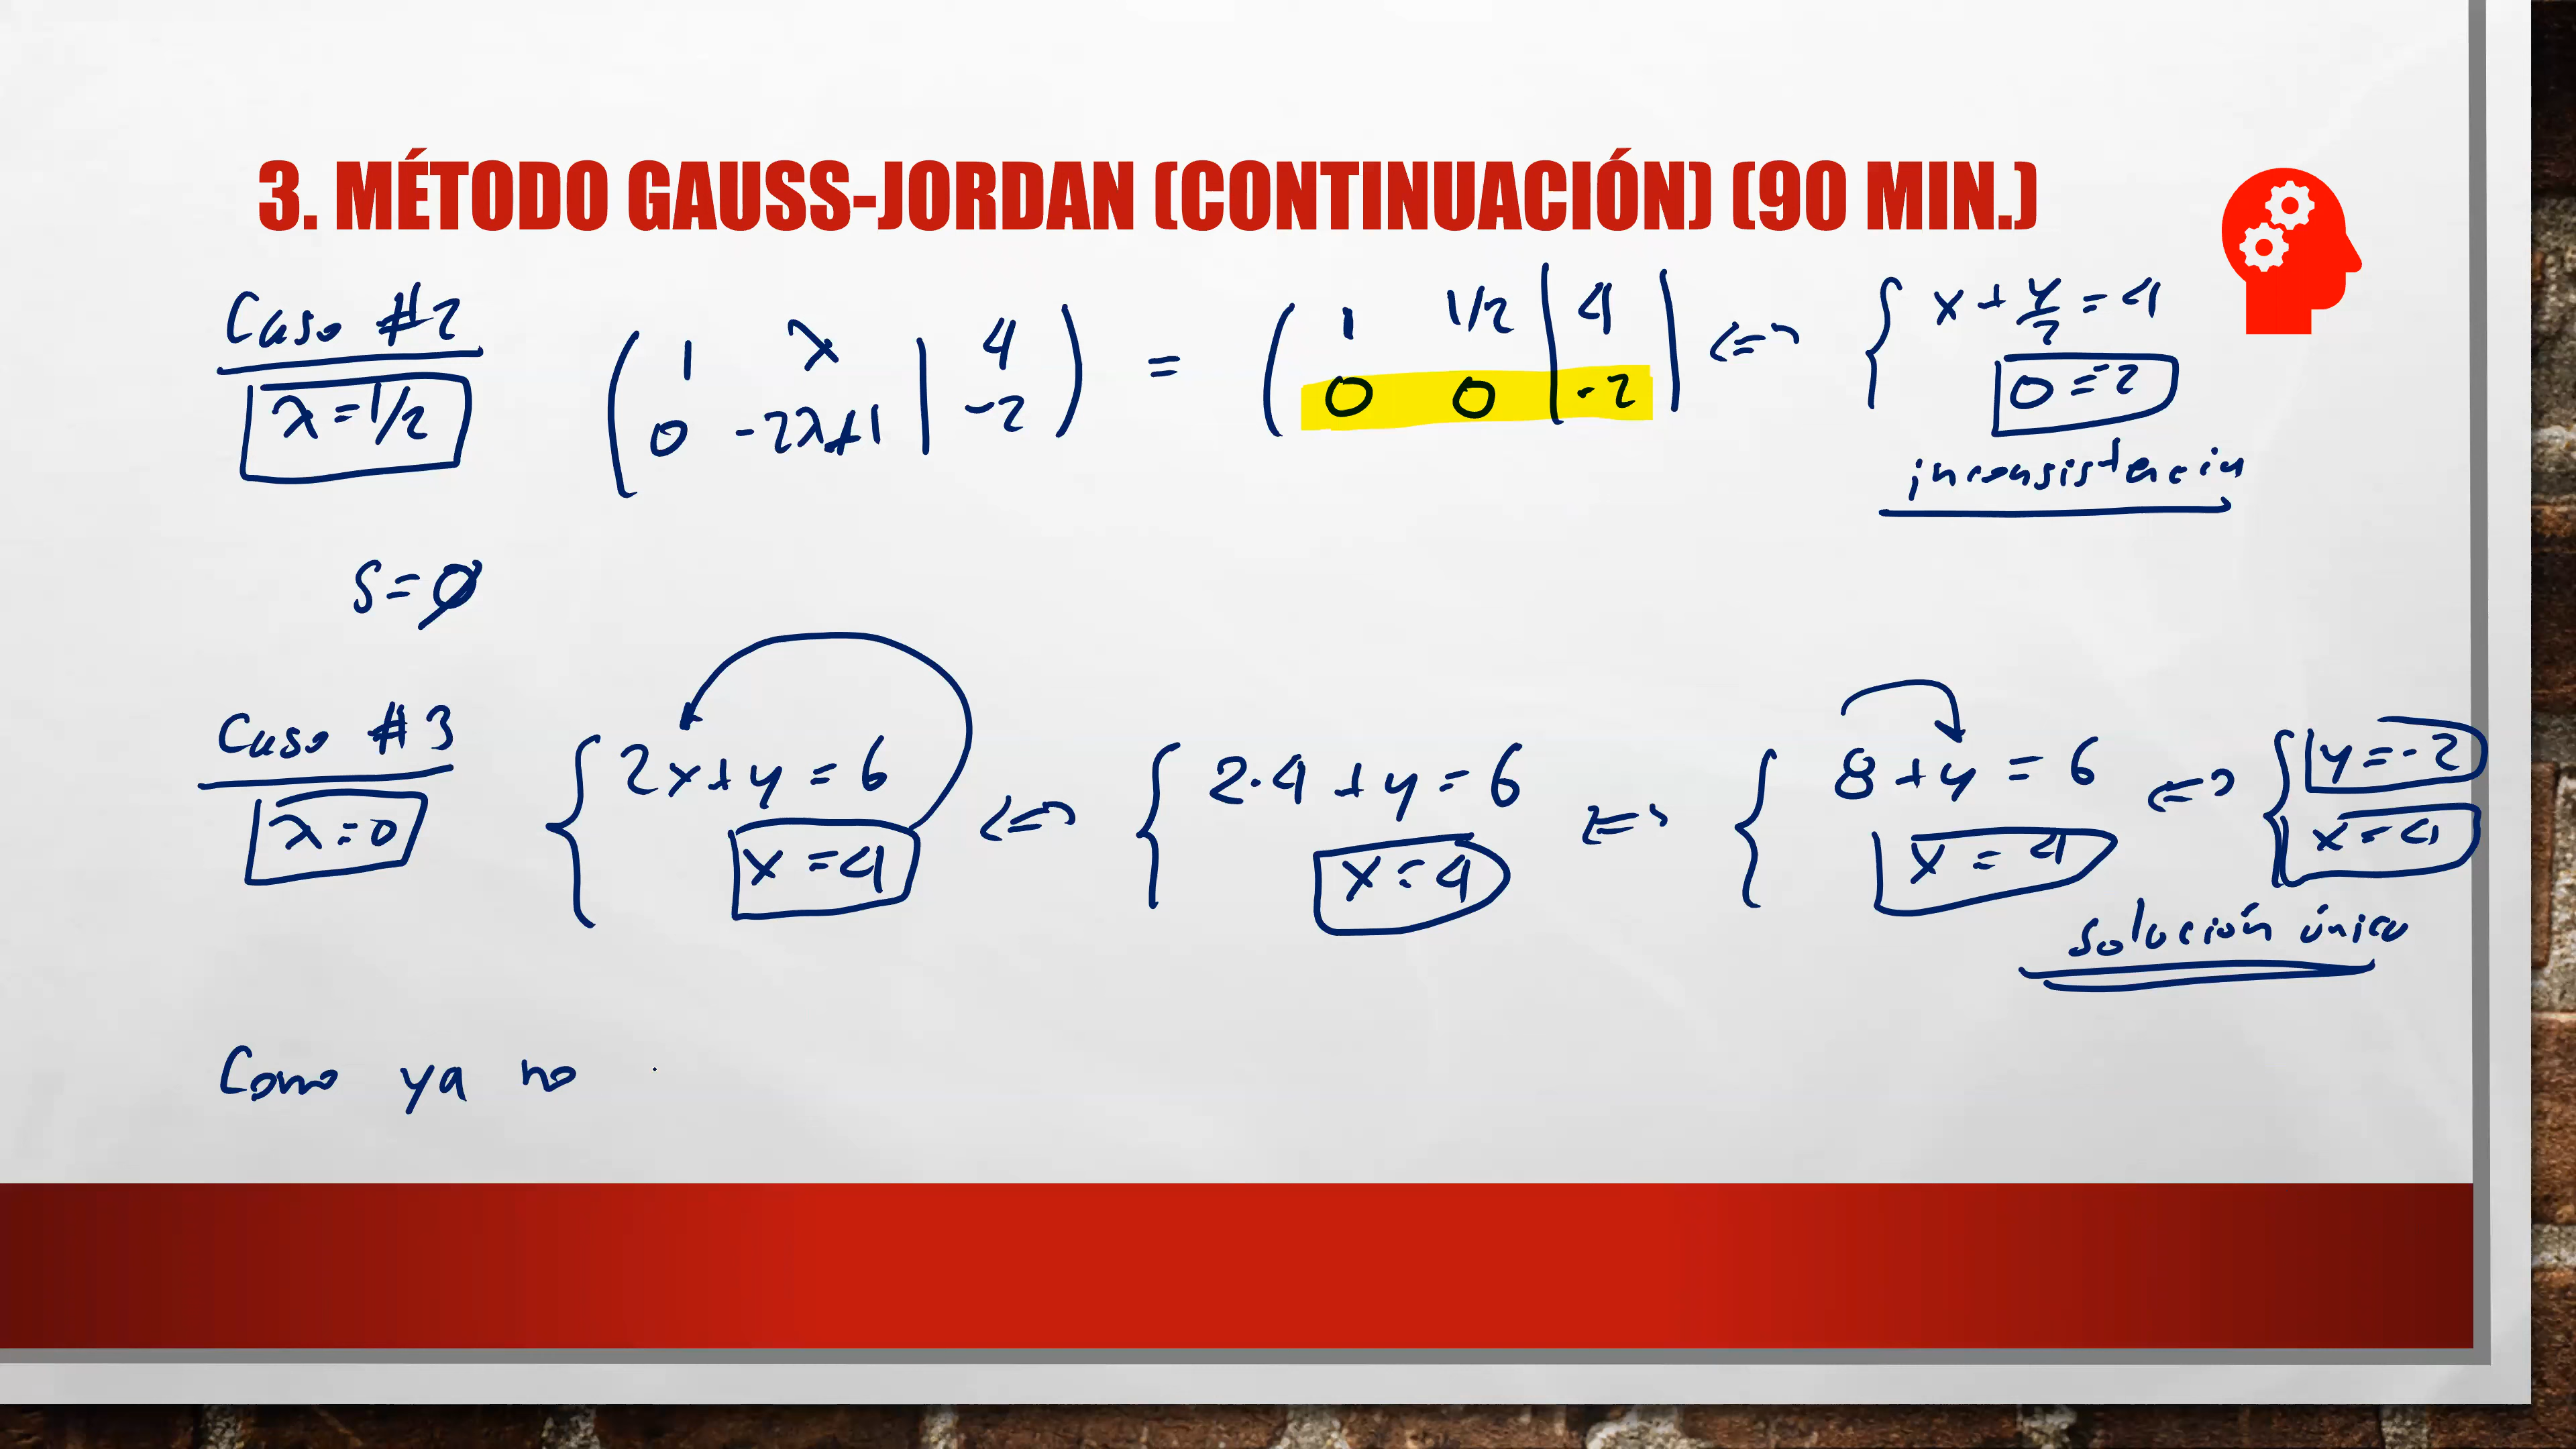 3. MÉTODO GAUSS-JORDAN (CONTINUACIÓN) (90 MIN.)
Caso #2
λ = 1/2
( 1 λ | 4 ) = ( 1 1/2 | 4 ) <=> { x + y/2 = 4
( 0 -2λ+1 | -2 ) ( 0 0 | -2 ) 0 = -2
inconsistencia
S = ∅
Caso #3
λ = 0
{ 2x + y = 6 <=> { 2·4 + y = 6 <=> { 8 + y = 6 <=> { y = -2
x = 4 x = 4 x = 4 x = 4
solución única
Como ya no